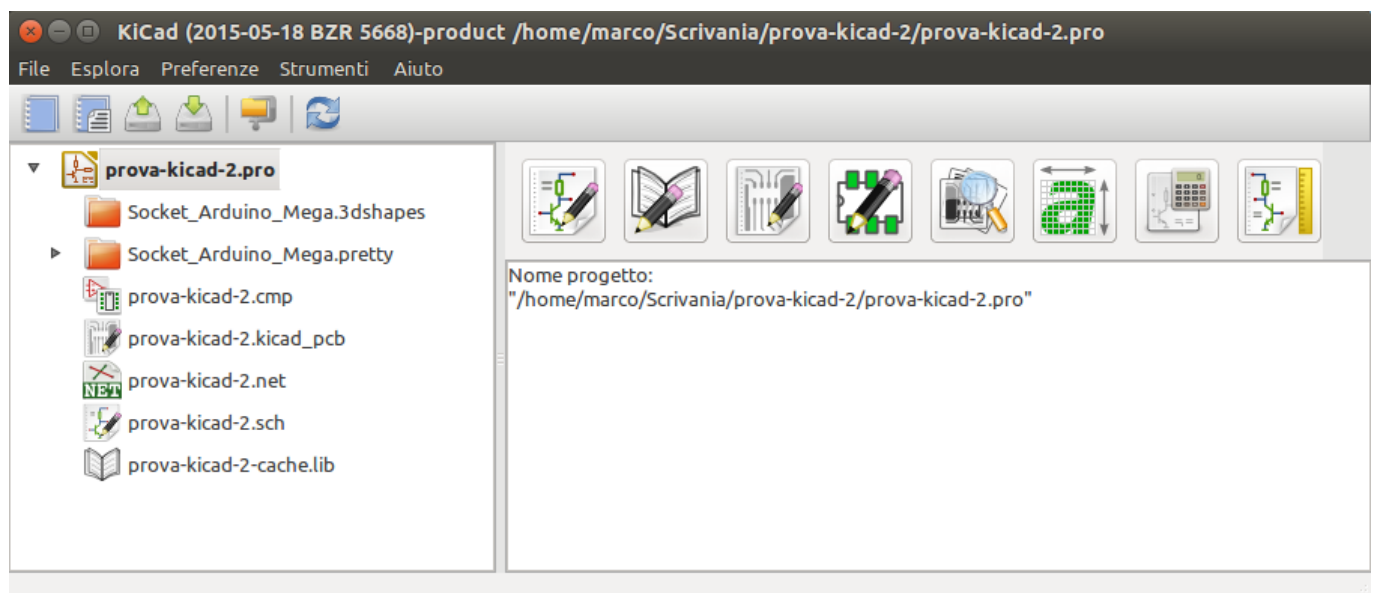 KiCad (2015-05-18 BZR 5668)-product /home/marco/Scrivania/prova-kicad-2/prova-kicad-2.pro
File Esplora Preferenze Strumenti Aiuto
prova-kicad-2.pro
Socket_Arduino_Mega.3dshapes
Socket_Arduino_Mega.pretty
prova-kicad-2.cmp
prova-kicad-2.kicad_pcb
NET prova-kicad-2.net
prova-kicad-2.sch
prova-kicad-2-cache.lib
a
Nome progetto:
"/home/marco/Scrivania/prova-kicad-2/prova-kicad-2.pro"